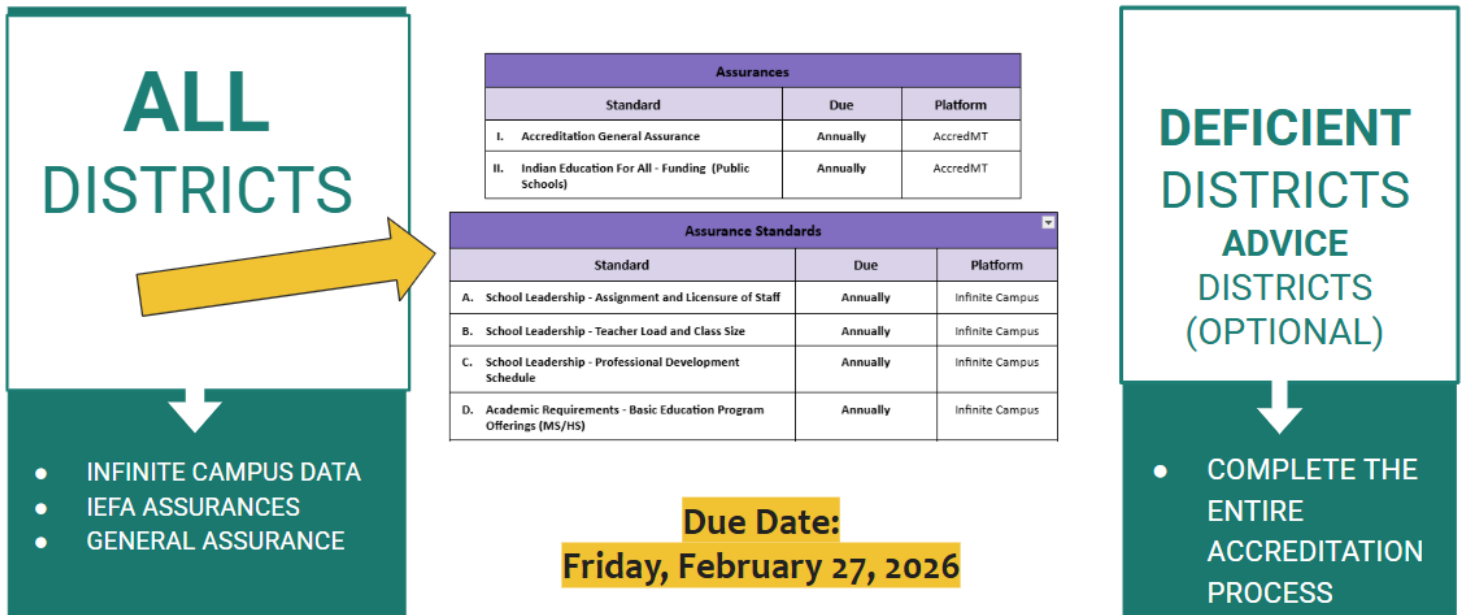 ALL
DISTRICTS
● INFINITE CAMPUS DATA
● IEFA ASSURANCES
● GENERAL ASSURANCE
Assurances
Standard Due Platform
I. Accreditation General Assurance Annually AccredMT
II. Indian Education For All - Funding (Public Annually AccredMT
Schools)
Assurance Standards
Standard Due Platform
A. School Leadership - Assignment and Licensure of Staff Annually Infinite Campus
B. School Leadership - Teacher Load and Class Size Annually Infinite Campus
C. School Leadership - Professional Development Annually Infinite Campus
Schedule
D. Academic Requirements - Basic Education Program Annually Infinite Campus
Offerings (MS/HS)
Due Date:
Friday, February 27, 2026
DEFICIENT
DISTRICTS
ADVICE
DISTRICTS
(OPTIONAL)
● COMPLETE THE
ENTIRE
ACCREDITATION
PROCESS